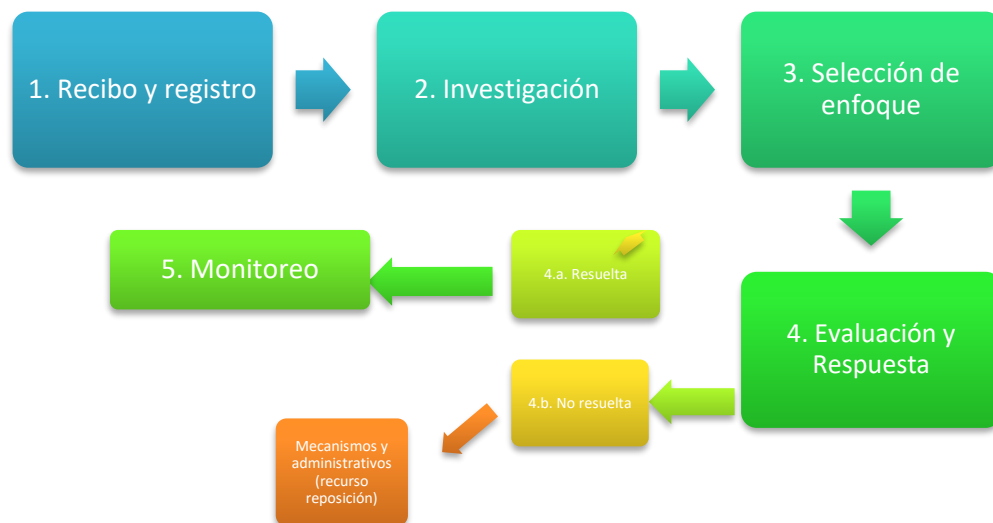 1. Recibo y registro
2. Investigación
3. Selección de
enfoque
5. Monitoreo
4.a. Resuelta
4. Evaluación y
Respuesta
4.b. No resuelta
Mecanismos y
administrativos
(recurso
reposición)